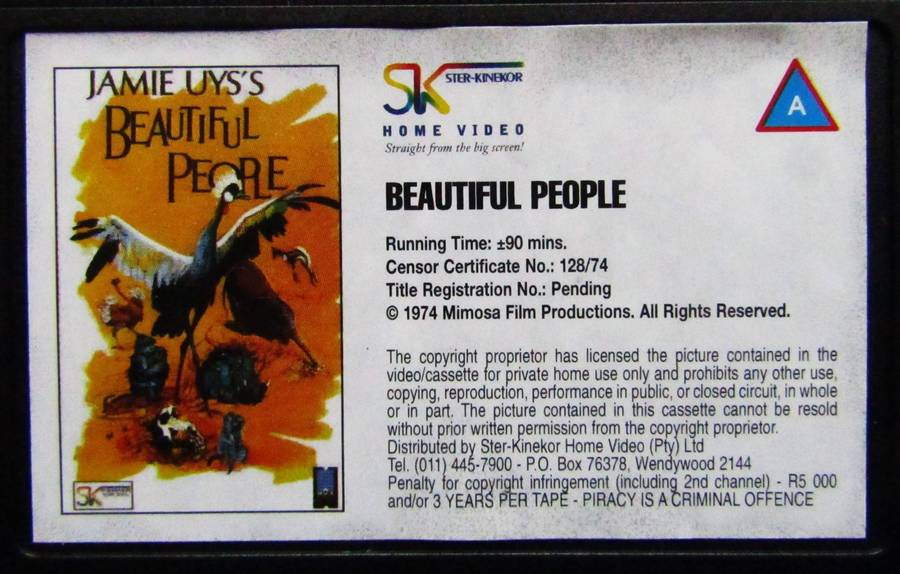 JAMIE UYS'S
BEAUTIFUL
PEOPLE
SK STER-KINEKOR
HOME VIDEO
Straight from the big screen!
A
BEAUTIFUL PEOPLE
Running Time: ±90 mins.
Censor Certificate No.: 128/74
Title Registration No.: Pending
© 1974 Mimosa Film Productions. All Rights Reserved.
The copyright proprietor has licensed the picture contained in the
video/cassette for private home use only and prohibits any other use,
copying, reproduction, performance in public, or closed circuit, in whole
or in part. The picture contained in this cassette cannot be resold
without prior written permission from the copyright proprietor.
Distributed by Ster-Kinekor Home Video (Pty) Ltd
Tel. (011) 445-7900 - P.O. Box 76378, Wendywood 2144
Penalty for copyright infringement (including 2nd channel) - R5 000
and/or 3 YEARS PER TAPE - PIRACY IS A CRIMINAL OFFENCE
SK